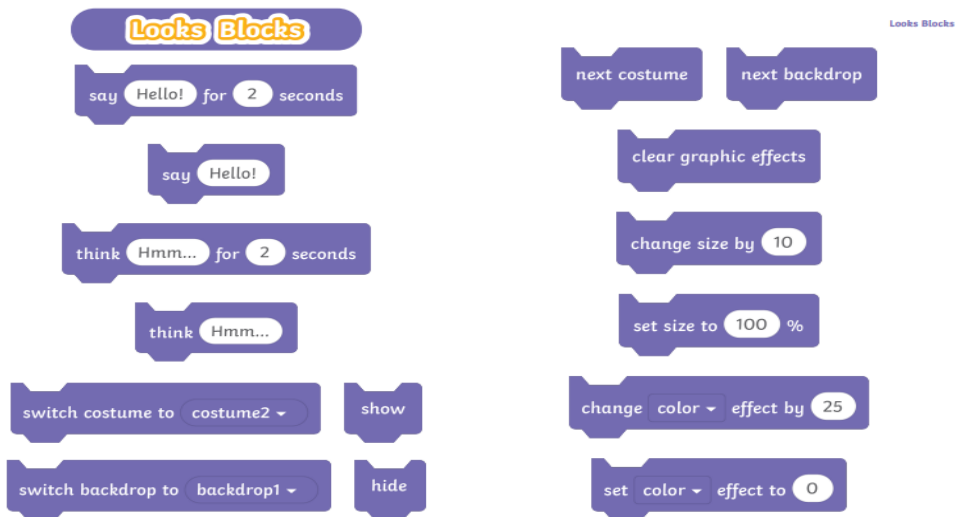 Looks Blocks
say Hello! for 2 seconds
say Hello!
think Hmm... for 2 seconds
think Hmm...
switch costume to costume2
show
switch backdrop to backdrop1
hide
Looks Blocks
next costume
next backdrop
clear graphic effects
change size by 10
set size to 100 %
change color effect by 25
set color effect to 0